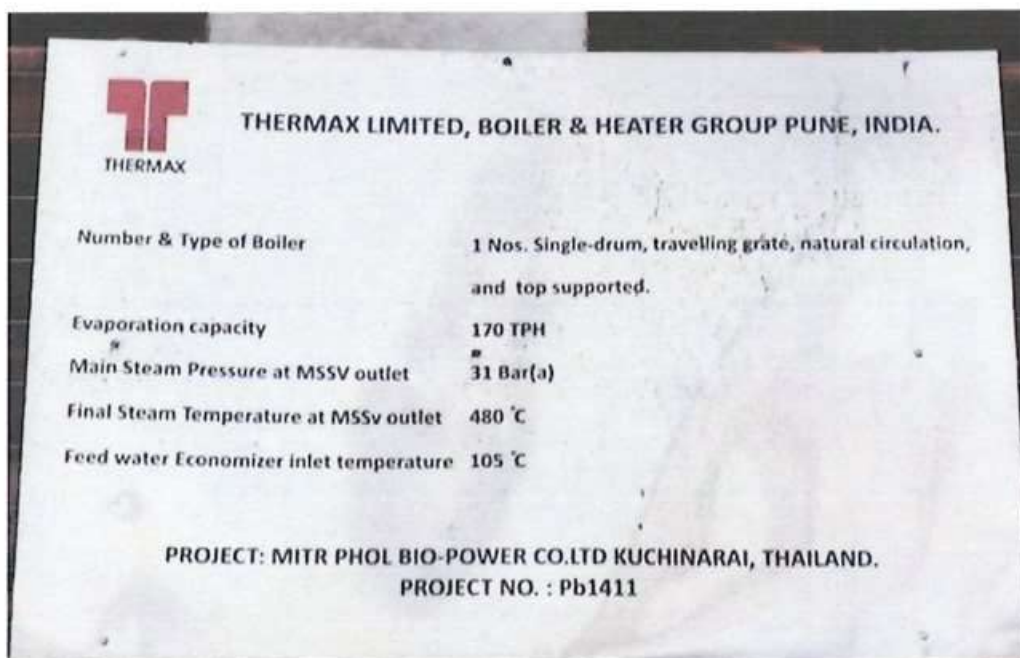 THERMAX
THERMAX LIMITED, BOILER & HEATER GROUP PUNE, INDIA.
Number & Type of Boiler 1 Nos. Single-drum, travelling grate, natural circulation,
and top supported.
Evaporation capacity 170 TPH
Main Steam Pressure at MSSV outlet 31 Bar(a)
Final Steam Temperature at MSSv outlet 480 °C
Feed water Economizer inlet temperature 105 °C
PROJECT: MITR PHOL BIO-POWER CO.LTD KUCHINARAI, THAILAND.
PROJECT NO. : Pb1411